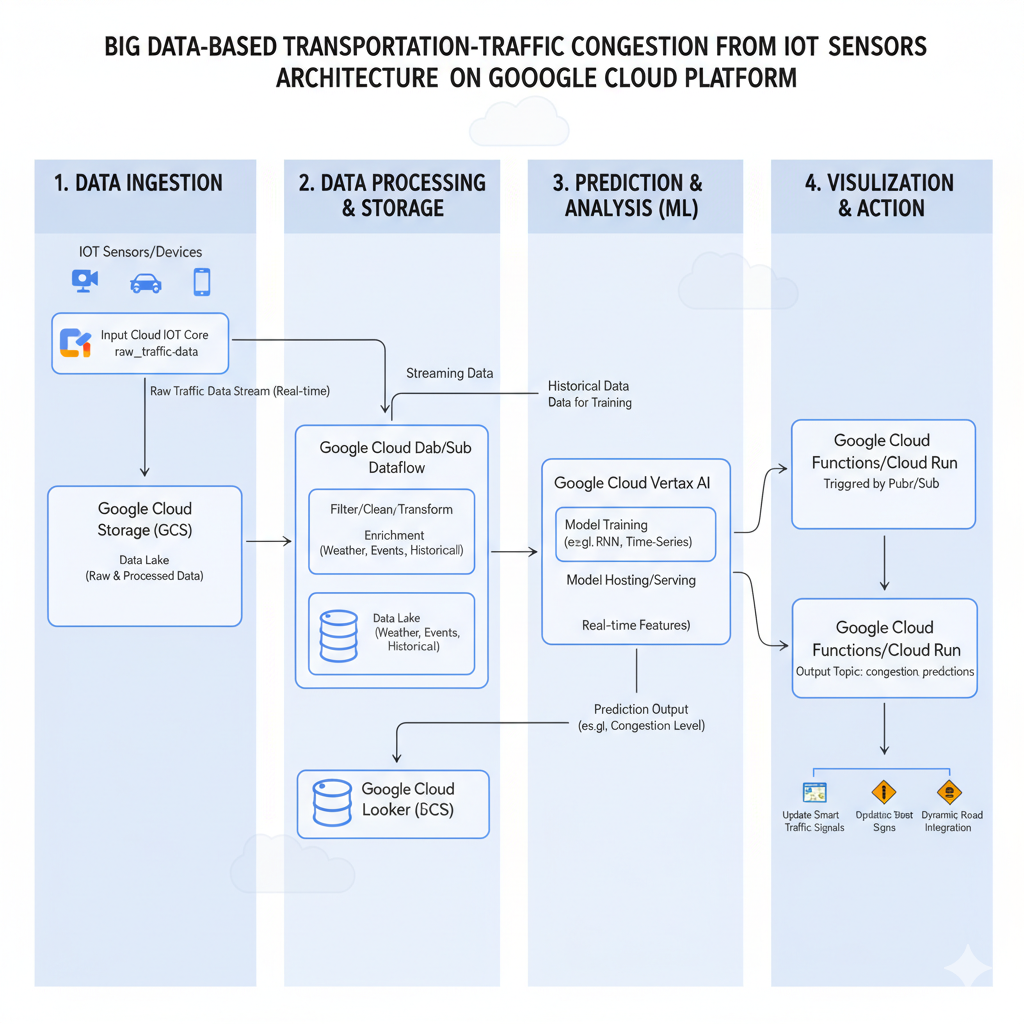 BIG DATA-BASED TRANSPORTATION-TRAFFIC CONGESTION FROM IOT SENSORS
ARCHITECTURE ON GOOOGLE CLOUD PLATFORM
1. DATA INGESTION
IOT Sensors/Devices
Input Cloud IOT Core
raw_traffic-data
Raw Traffic Data Stream (Real-time)
Google Cloud
Storage (GCS)
Data Lake
(Raw & Processed Data)
2. DATA PROCESSING
& STORAGE
Streaming Data
Google Cloud Dab/Sub
Dataflow
Filter/Clean/Transform
Enrichment
(Weather, Events, Historical)
Data Lake
(Weather, Events,
Historical)
Google Cloud
Looker
3. PREDICTION &
ANALYSIS (ML)
Historical Data
Data for Training
Google Cloud Vertax AI
Model Training
RNN, Time-Series)
Model Hosting/Serving
Real-time Features)
Prediction Output
(es.gl, Congestion Level)
4. VISULIZATION
& ACTION
Google Cloud
Functions/Cloud Run
Triggred by Pubr/Sub
Google Cloud
Functions/Cloud Run
Output Topic: congestion predctions
Update Smart
Traffic Signals
Sgns
Dyramic Road
Integration